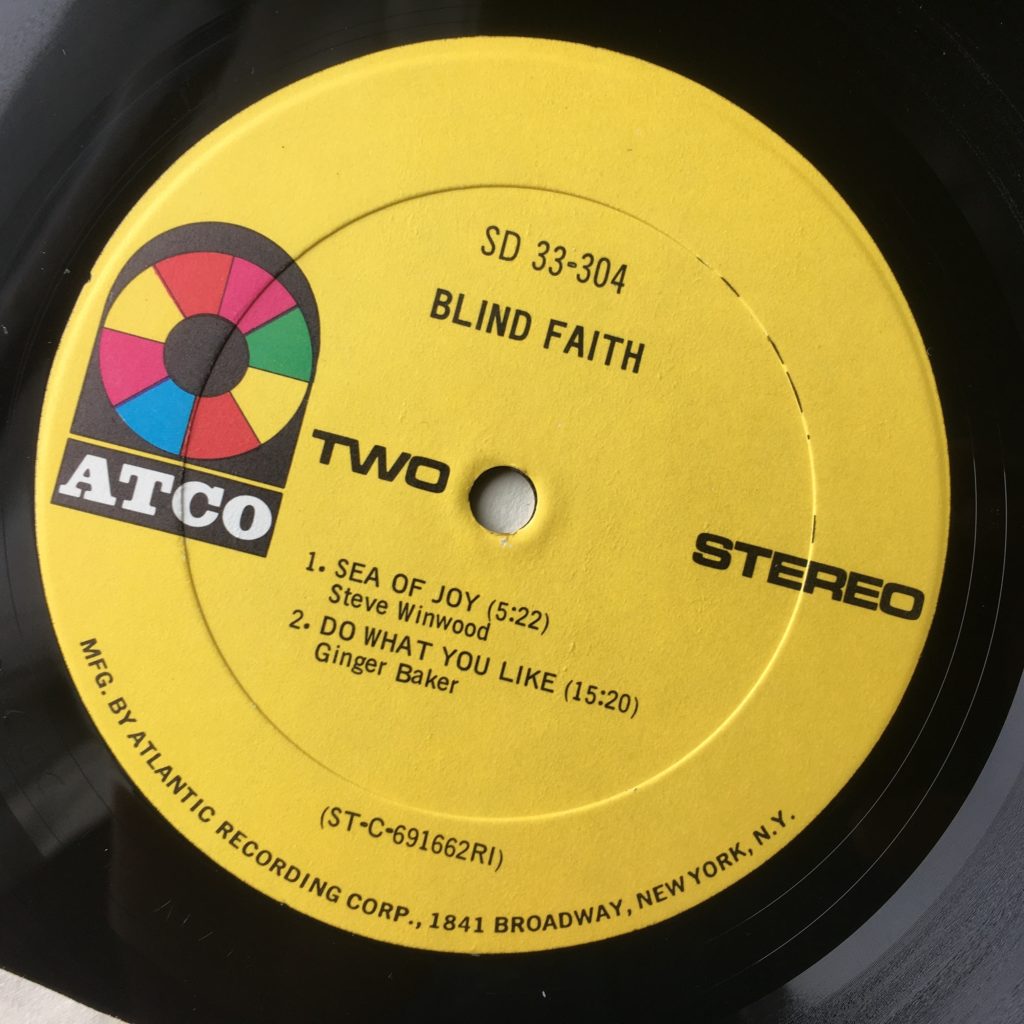 SD 33-304
BLIND FAITH
ATCO
TWO
STEREO
1. SEA OF JOY (5:22)
Steve Winwood
2. DO WHAT YOU LIKE (15:20)
Ginger Baker
(ST-C-691662RI)
MFG. BY ATLANTIC RECORDING CORP., 1841 BROADWAY, NEW YORK, N.Y.